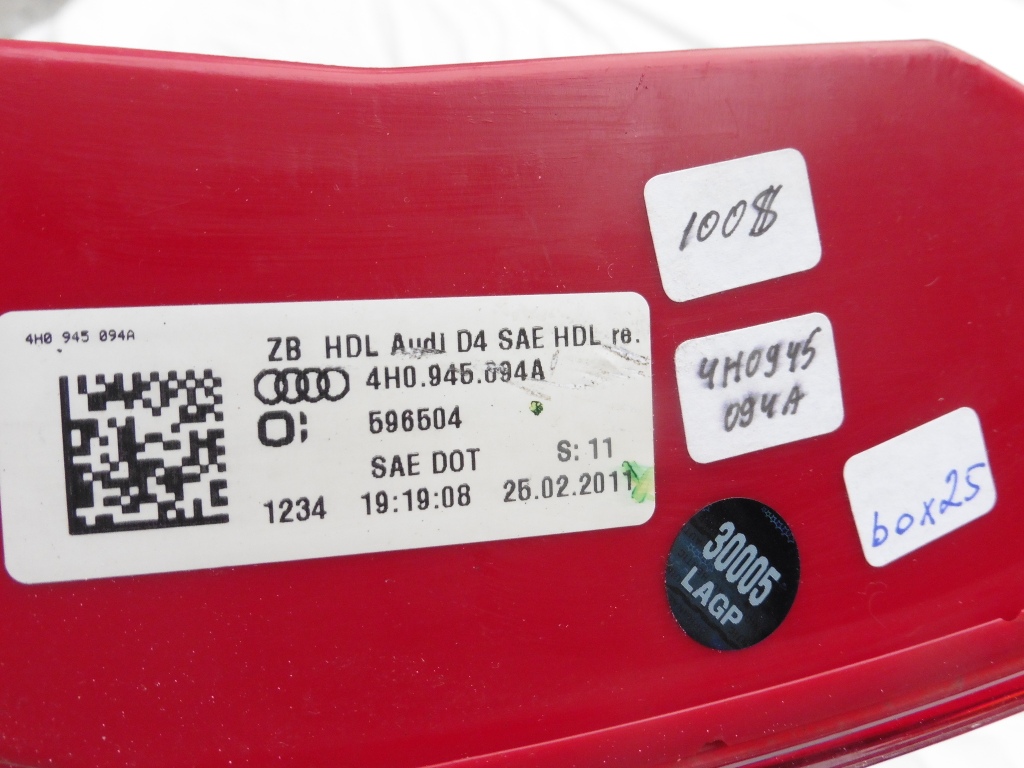 4H0 945 094A
ZB HDL Audi D4 SAE HDL re.
4H0.945.094A
596504
SAE DOT S: 11
1234 19:19:08 25.02.2011
1008
4H0945
094A
box25
30005
LAGP